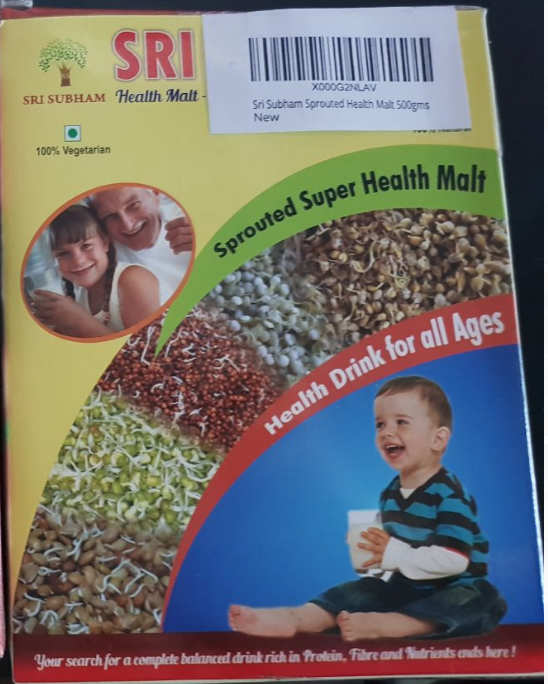 SRI
SRI SUBHAM
Health Malt -
X000G2NLAV
Sri Subham Sprouted Health Malt 500gms
New
100% Vegetarian
Sprouted Super Health Malt
Health Drink for all Ages
Your search for a complete balanced drink rich in Protein, Fibre and Nutrients ends here !